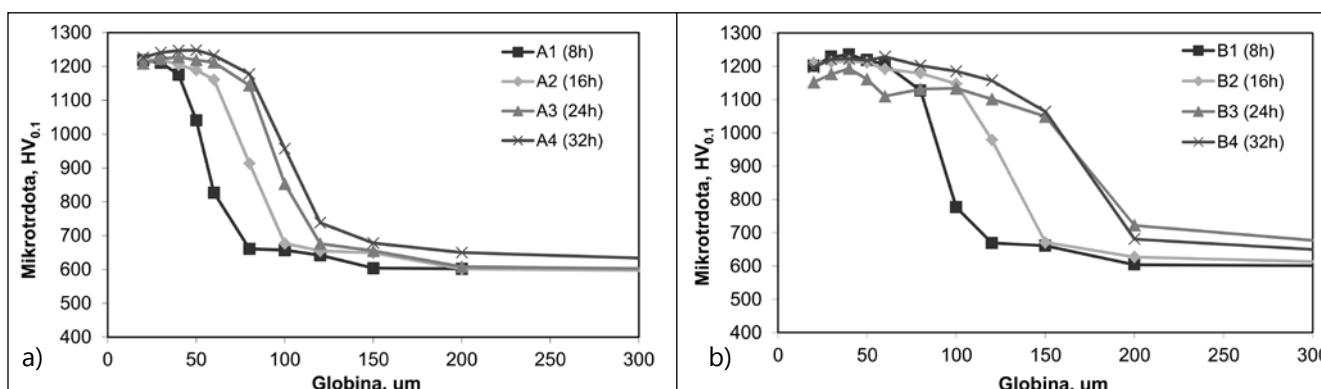 1300
1200
1100
1000
900
800
700
600
500
400
Mikrotrdota, HV0.1
A1 (8h)
A2 (16h)
A3 (24h)
A4 (32h)
0 50 100 150 200 250 300
a)
Globina, um
1300
1200
1100
1000
900
800
700
600
500
400
Mikrotrdota, HV0.1
B1 (8h)
B2 (16h)
B3 (24h)
B4 (32h)
0 50 100 150 200 250 300
b)
Globina, um